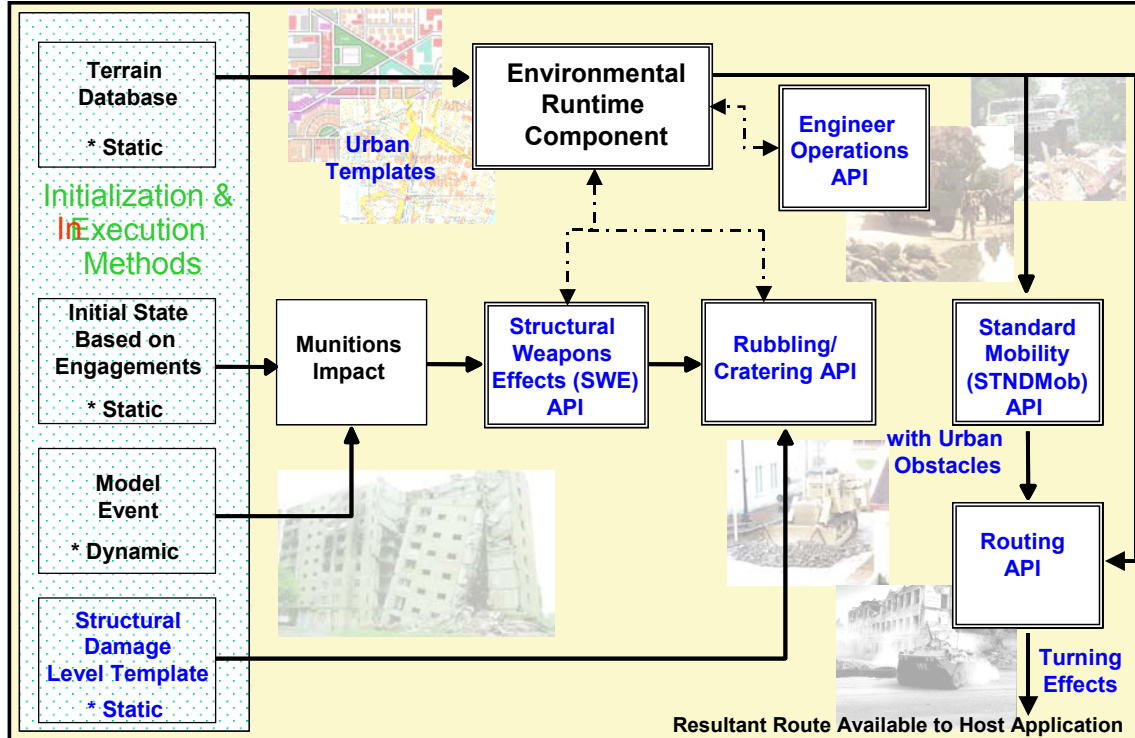 Terrain
Database
* Static
Initialization &
InExecution
Methods
Initial State
Based on
Engagements
* Static
Model
Event
* Dynamic
Structural
Damage
Level Template
* Static
Urban
Templates
Environmental
Runtime
Component
Engineer
Operations
API
Munitions
Impact
Structural
Weapons
Effects (SWE)
API
Rubbling/
Cratering API
Standard
Mobility
(STNDMob)
API
with Urban
Obstacles
Routing
API
Turning
Effects
Resultant Route Available to Host Application